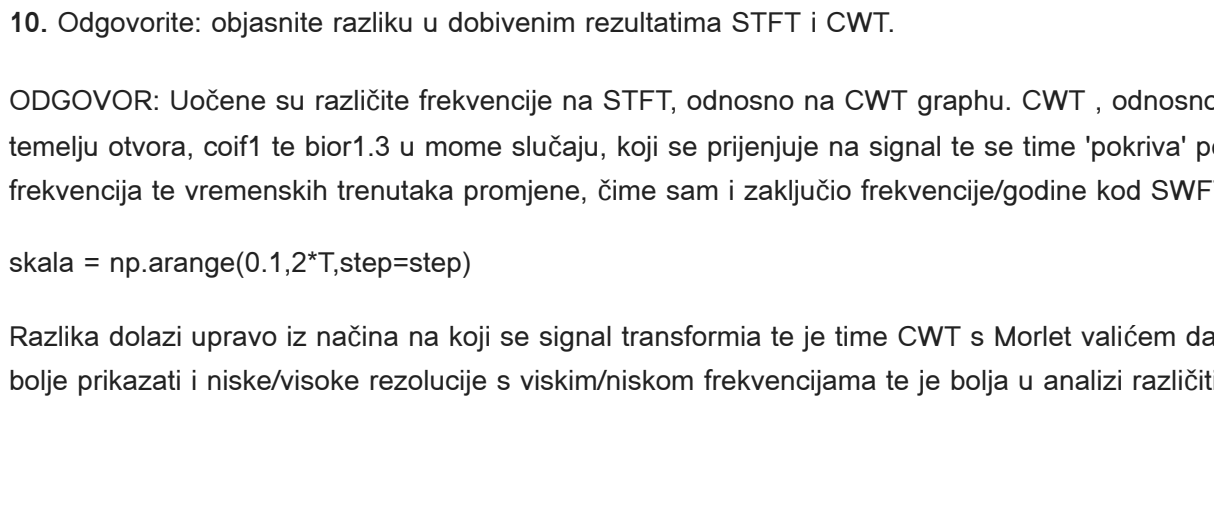 10. Odgovorite: objasnite razliku u dobivenim rezultatima STFT i CWT.
ODGOVOR: Uočene su različite frekvencije na STFT, odnosno na CWT graphu. CWT , odnosno
temelju otvora, coif1 te bior1.3 u mome slučaju, koji se prijenjuje na signal te se time 'pokriva'
frekvencija te vremenskih trenutaka promjene, čime sam i zaključio frekvencije/godine kod
skala = np.arange(0.1,2*T,step=step)
Razlika dolazi upravo iz načina na koji se signal transformia te je time CWT s Morlet valićem
bolje prikazati i niske/visoke rezolucije s viskim/niskom frekvencijama te je bolja u analizi